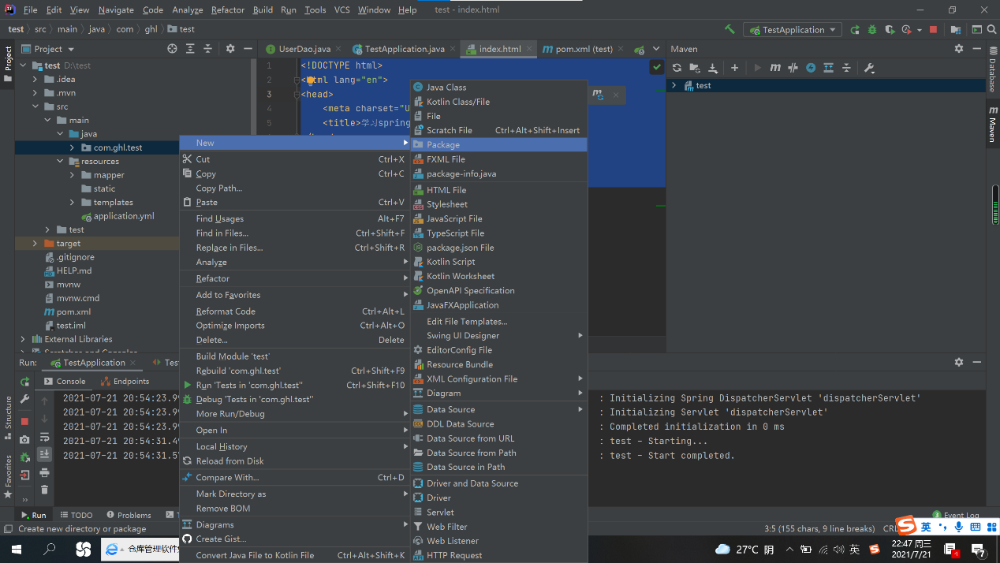 File Edit View Navigate Code Analyze Refactor Build Run Tools VCS Window Help test - index.html
test src main java com ghl test
TestApplication
Project
UserDao.java TestApplication.java index.html pom.xml (test)
Maven
Project
test D:\test
.idea
.mvn
src
main
java
com.ghl.test
resources
mapper
static
templates
application.yml
test
target
.gitignore
HELP.md
mvnw
mvnw.cmd
pom.xml
test.iml
External Libraries
1 <!DOCTYPE html>
2
lang="en">
3 <head>
4 <meta charset="U
5 <title>学习spring
test
Database
Maven
New
Cut Ctrl+X
Copy Ctrl+C
Copy Path...
Paste Ctrl+V
Find Usages Alt+F7
Find in Files... Ctrl+Shift+F
Replace in Files... Ctrl+Shift+R
Analyze
Refactor
Add to Favorites
Reformat Code Ctrl+Alt+L
Optimize Imports Ctrl+Alt+O
Delete... Delete
Build Module 'test'
Rebuild 'com.ghl.test' Ctrl+Shift+F9
Run 'Tests in 'com.ghl.test'' Ctrl+Shift+F10
Debug 'Tests in 'com.ghl.test''
More Run/Debug
Open In
Local History
Reload from Disk
Compare With... Ctrl+D
Mark Directory as
Remove BOM
Diagrams
Create Gist...
Convert Java File to Kotlin File Ctrl+Alt+Shift+K
Java Class
Kotlin Class/File
File
Scratch File Ctrl+Alt+Shift+Insert
Package
FXML File
package-info.java
HTML File
Stylesheet
JavaScript File
TypeScript File
package.json File
Kotlin Script
Kotlin Worksheet
OpenAPI Specification
JavaFXApplication
Edit File Templates...
Swing UI Designer
EditorConfig File
Resource Bundle
XML Configuration File
Diagram
Data Source
DDL Data Source
Data Source from URL
Data Source from Path
Data Source in Path
Driver and Data Source
Driver
Servlet
Web Filter
Web Listener
HTTP Request
Run: TestApplication Tes
Console Endpoints
2021-07-21 20:54:23.99
2021-07-21 20:54:23.99
2021-07-21 20:54:23.99
2021-07-21 20:54:31.49
2021-07-21 20:54:31.57
: Initializing Spring DispatcherServlet 'dispatcherServlet'
: Initializing Servlet 'dispatcherServlet'
: Completed initialization in 0 ms
: test - Starting...
: test - Start completed.
Structure
Favorites
Run TODO Problems
3 Event Log
Create new directory or package
3:5 (155 chars, 9 line breaks)
英
仓库管理软件
27°C 阴
英
22:47 周三
2021/7/21
4
7